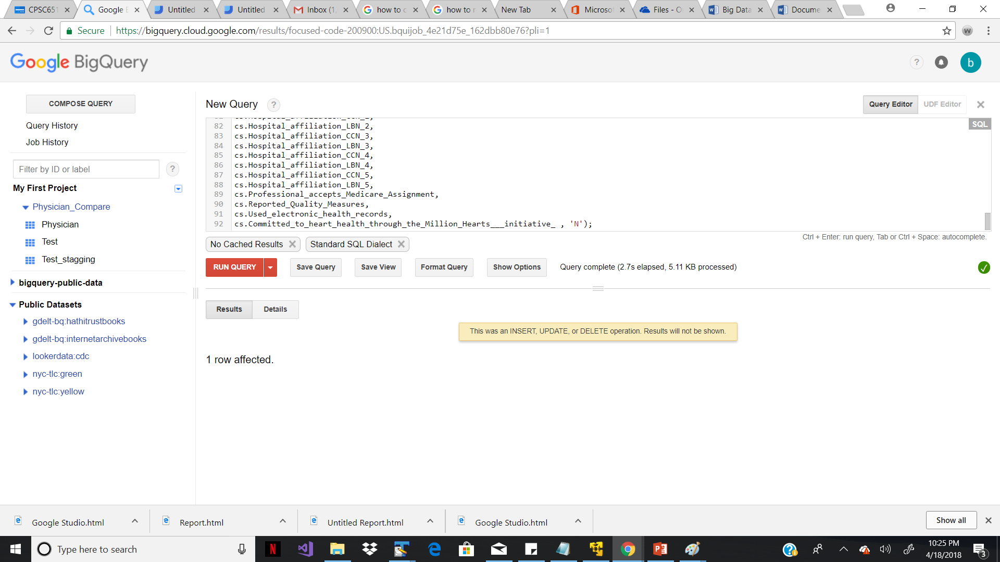 CPSC651
Google B
Untitled
Untitled
Inbox (1,
how to c
how to r
New Tab
Microsof
Files - O
Big Data
Docume
Secure
https://bigquery.cloud.google.com/results/focused-code-200900:US.bquijob_4e21d75e_162dbb80e76?pli=1
Google BigQuery
?
b
COMPOSE QUERY
Query History
Job History
Filter by ID or label
?
My First Project
Physician_Compare
Physician
Test
Test_stagging
bigquery-public-data
Public Datasets
gdelt-bq:hathitrustbooks
gdelt-bq:internetarchivebooks
lookerdata:cdc
nyc-tlc:green
nyc-tlc:yellow
New Query ?
Query Editor
UDF Editor
SQL
82 cs.Hospital_affiliation_LBN_2,
83 cs.Hospital_affiliation_CCN_3,
84 cs.Hospital_affiliation_LBN_3,
85 cs.Hospital_affiliation_CCN_4,
86 cs.Hospital_affiliation_LBN_4,
87 cs.Hospital_affiliation_CCN_5,
88 cs.Hospital_affiliation_LBN_5,
89 cs.Professional_accepts_Medicare_Assignment,
90 cs.Reported_Quality_Measures,
91 cs.Used_electronic_health_records,
92 cs.Committed_to_heart_health_through_the_Million_Hearts___initiative_ , 'N');
Ctrl + Enter: run query, Tab or Ctrl + Space: autocomplete.
No Cached Results
Standard SQL Dialect
RUN QUERY
Save Query
Save View
Format Query
Show Options
Query complete (2.7s elapsed, 5.11 KB processed)
Results
Details
This was an INSERT, UPDATE, or DELETE operation. Results will not be shown.
1 row affected.
Google Studio.html
Report.html
Untitled Report.html
Google Studio.html
Show all
Type here to search
10:25 PM
4/18/2018
3